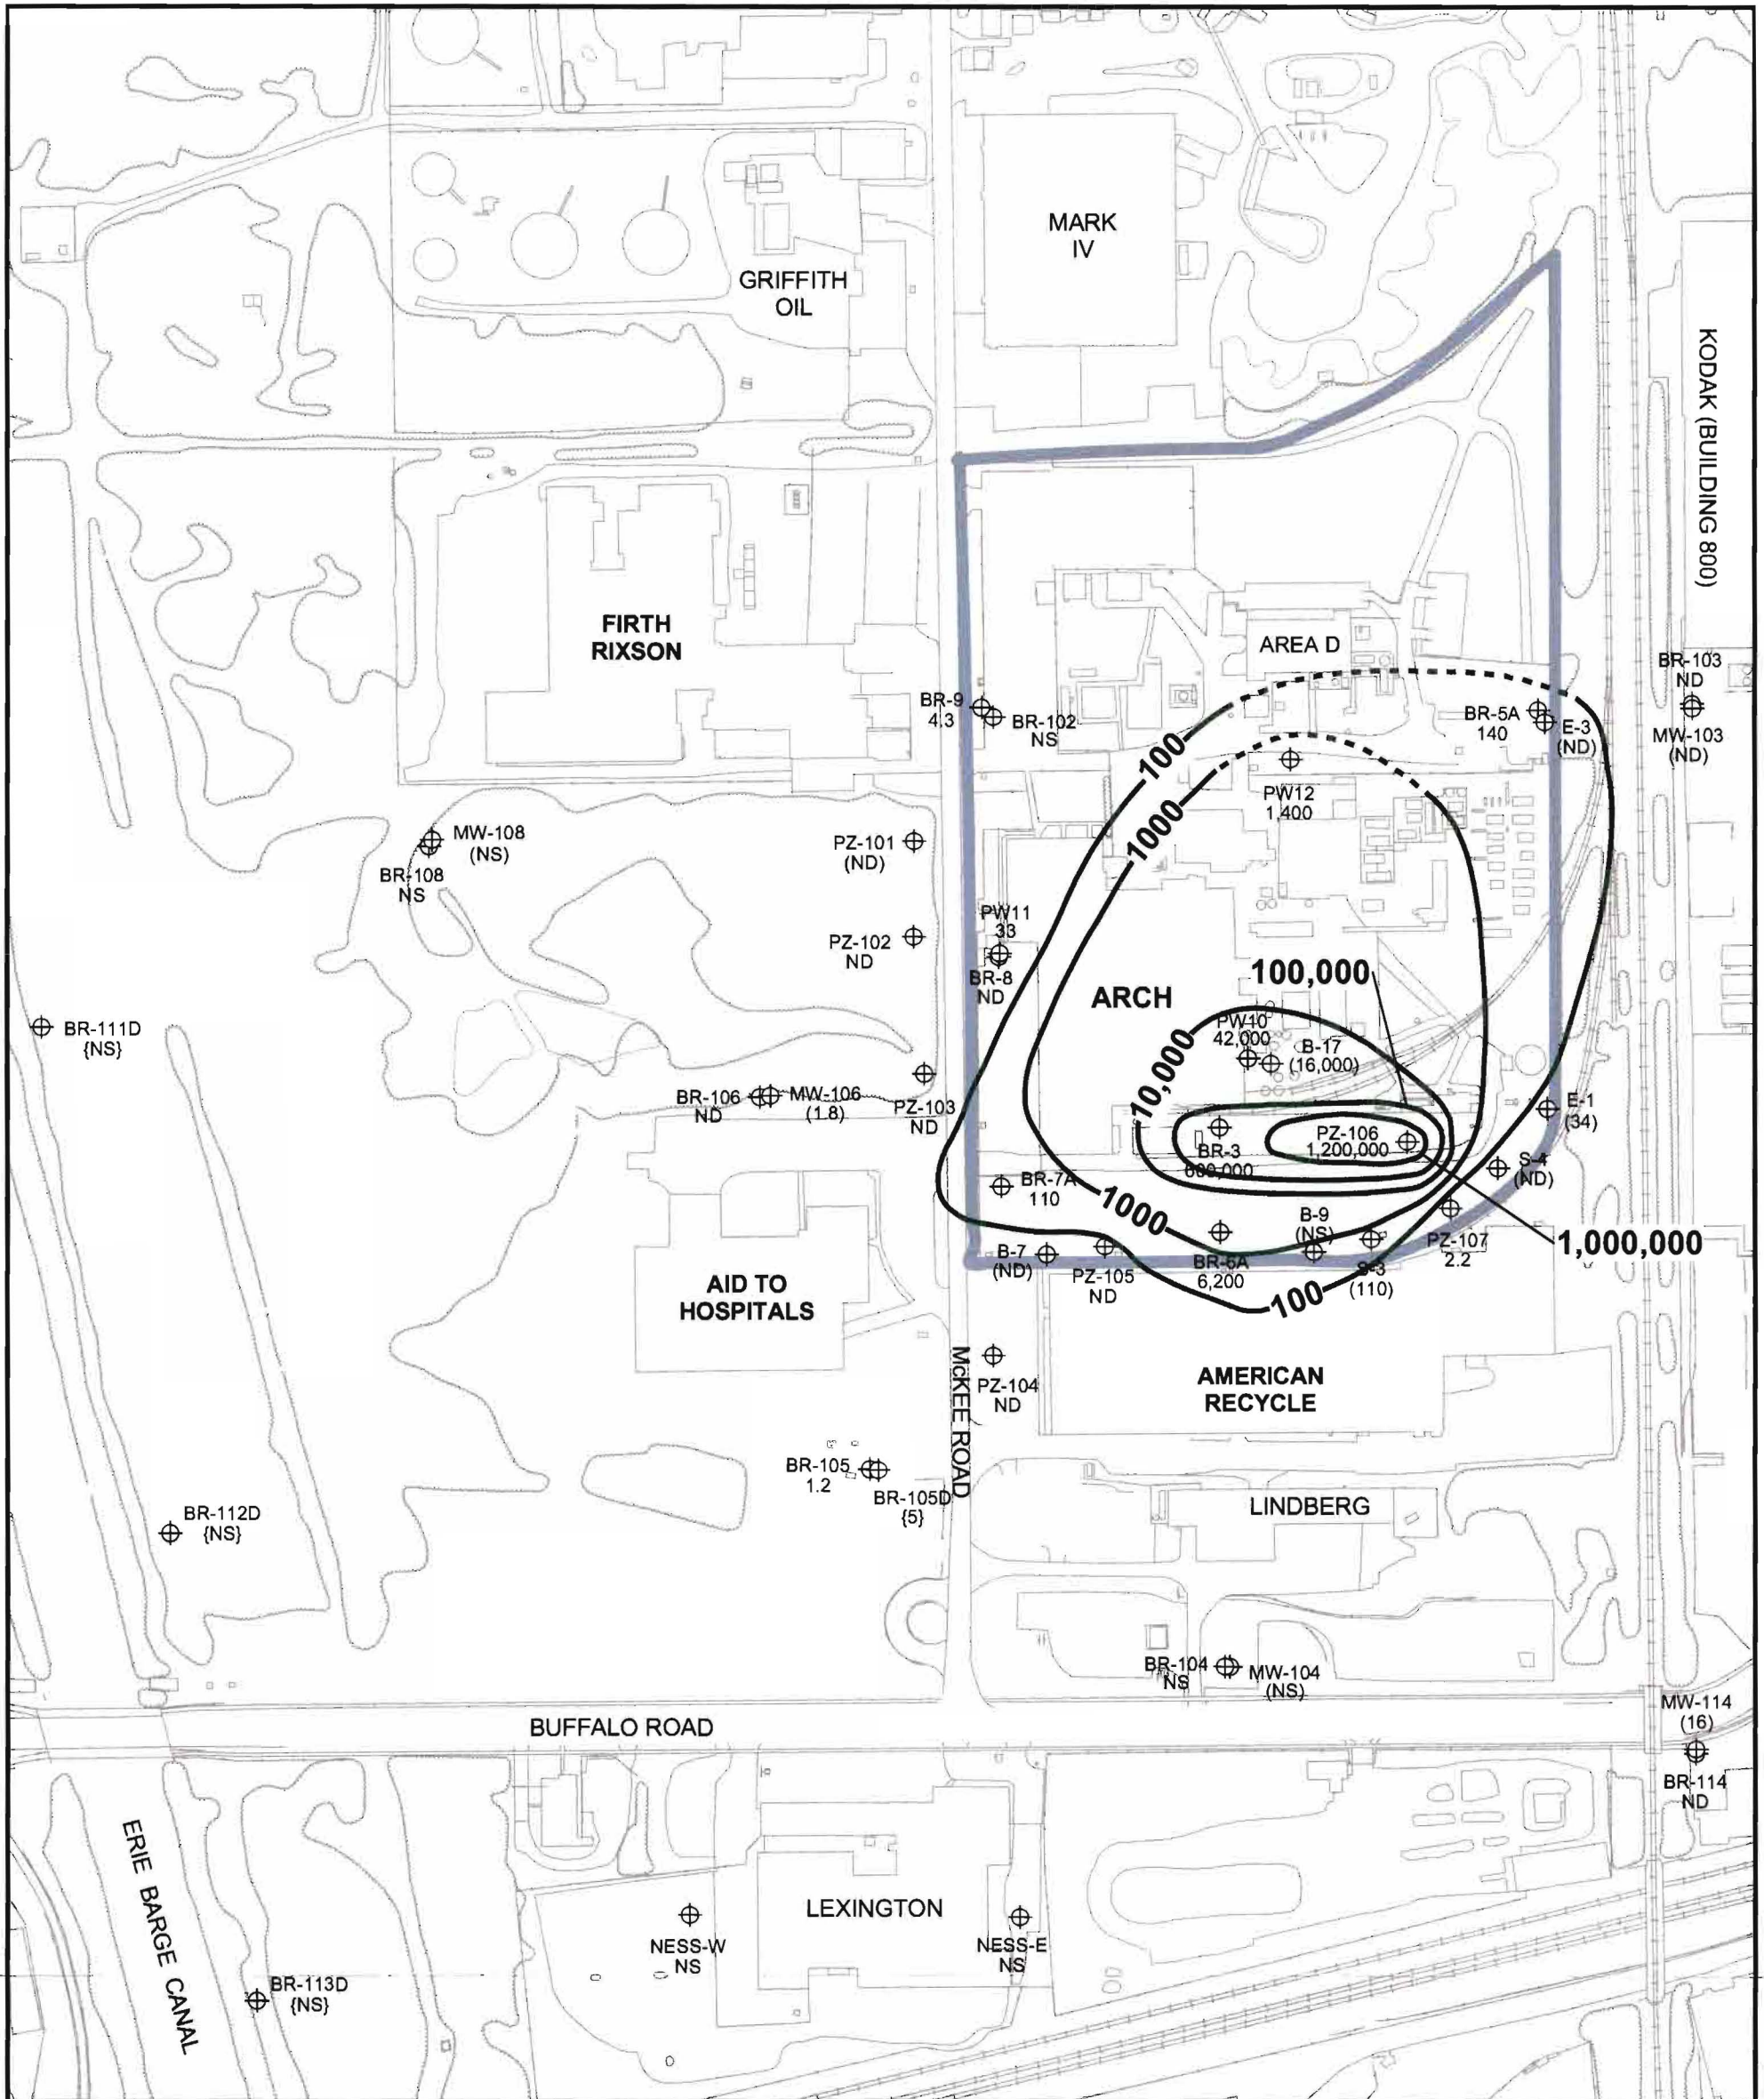 MARK
IV
GRIFFITH
OIL
KODAK (BUILDING 800)
FIRTH
RIXSON
AREA D
BR-103
ND
MW-103
(ND)
BR-9
4.3
BR-102
NS
BR-5A
140
E-3
(ND)
100
1000
PW12
1,400
MW-108
(NS)
BR-108
NS
PZ-101
(ND)
PZ-102
ND
PW11
33
BR-8
ND
ARCH
100,000
BR-111D
{NS}
PW10
42,000
B-17
(16,000)
10,000
BR-106
ND
MW-106
(1.8)
PZ-103
ND
E-1
(34)
PZ-106
1,200,000
BR-3
S-4
(ND)
BR-7A
110
1000
B-9
(NS)
PZ-107
2.2
1,000,000
B-7
(ND)
PZ-105
ND
BR-6A
6,200
S-3
(110)
100
AID TO
HOSPITALS
McKEE ROAD
PZ-104
ND
AMERICAN
RECYCLE
BR-105
1.2
BR-105D
{5}
LINDBERG
BR-112D
{NS}
BR-104
NS
MW-104
(NS)
MW-114
(16)
BR-114
ND
BUFFALO ROAD
ERIE BARGE CANAL
LEXINGTON
NESS-W
NS
NESS-E
NS
BR-113D
{NS}